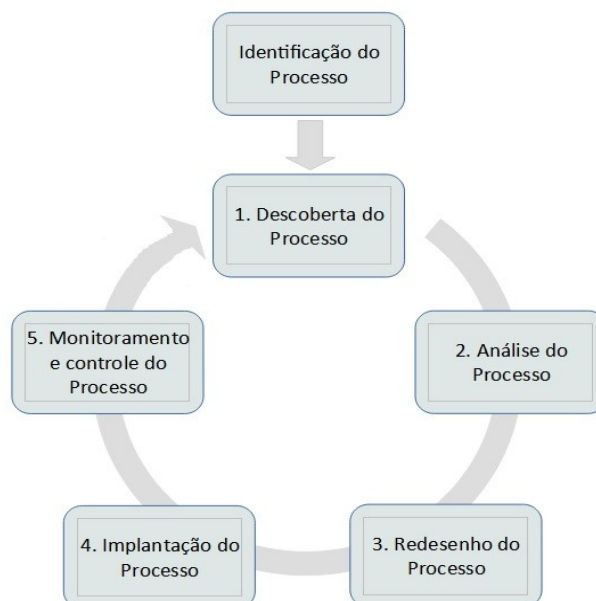 Identificação do
Processo
1. Descoberta do
Processo
2. Análise do
Processo
3. Redesenho do
Processo
4. Implantação do
Processo
5. Monitoramento
e controle do
Processo